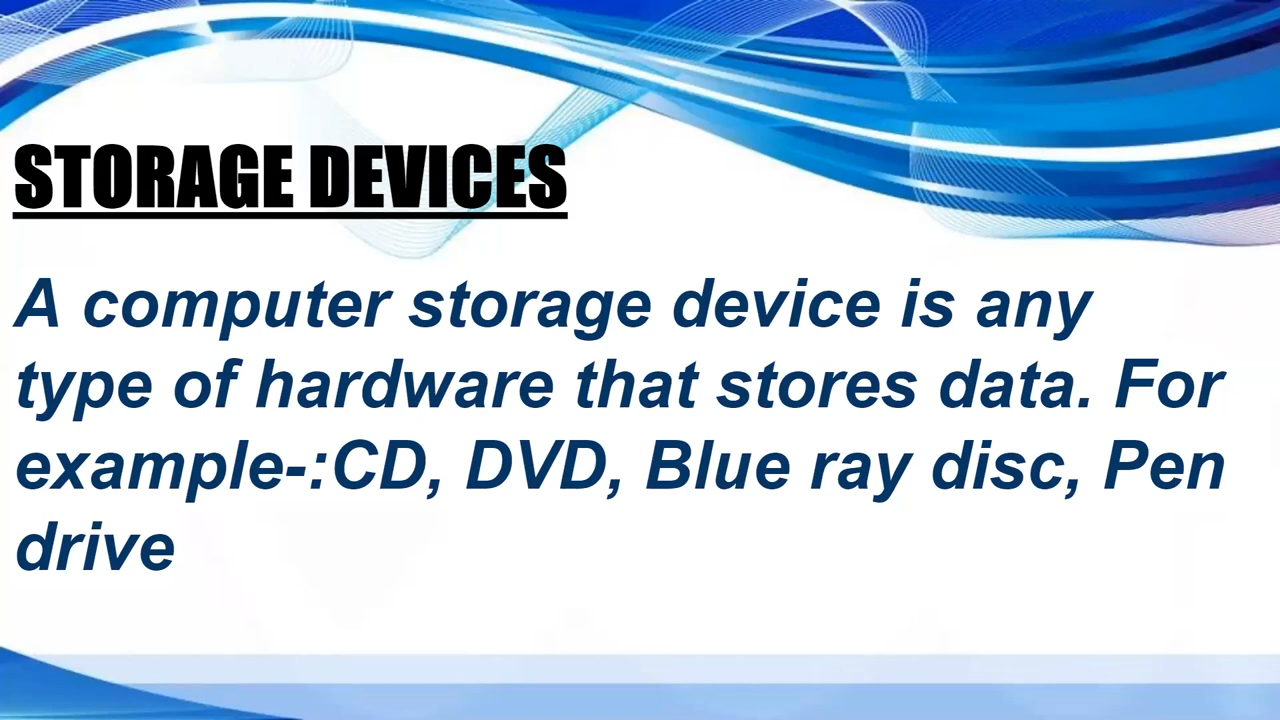 STORAGE DEVICES
A computer storage device is any
type of hardware that stores data. For
example-:CD, DVD, Blue ray disc, Pen
drive